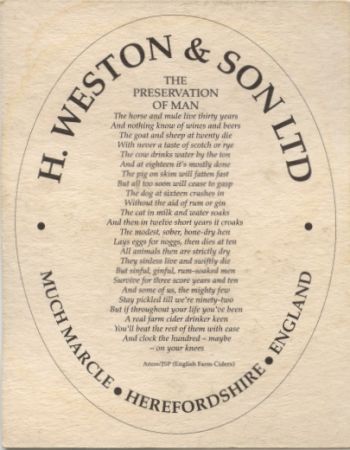 H. WESTON & SON LTD
THE
PRESERVATION
OF MAN
The horse and mule live thirty years
And nothing know of wines and beers
The goat and sheep at twenty die
With never a taste of scotch or rye
The cow drinks water by the ton
And at eighteen it's mostly done
The pig on skim will fatten fast
But all too soon will cease to gasp
The dog at sixteen crashes in
Without the aid of rum or gin
The cat in milk and water soaks
And then in twelve short years it croaks
The modest, sober, bone-dry hen
Lays eggs for noggs, then dies at ten
All animals then are strictly dry
They sinless live and swiftly die
But sinful, ginful, rum-soaked men
Survive for three score years and ten
And some of us, the mighty few
Stay pickled till we're ninety-two
But if throughout your life you've been
A real farm cider drinker keen
You'll beat the rest of them with ease
And clock the hundred – maybe
– on your knees
(English Farm Ciders)
MUCH MARCLE • HEREFORDSHIRE • ENGLAND